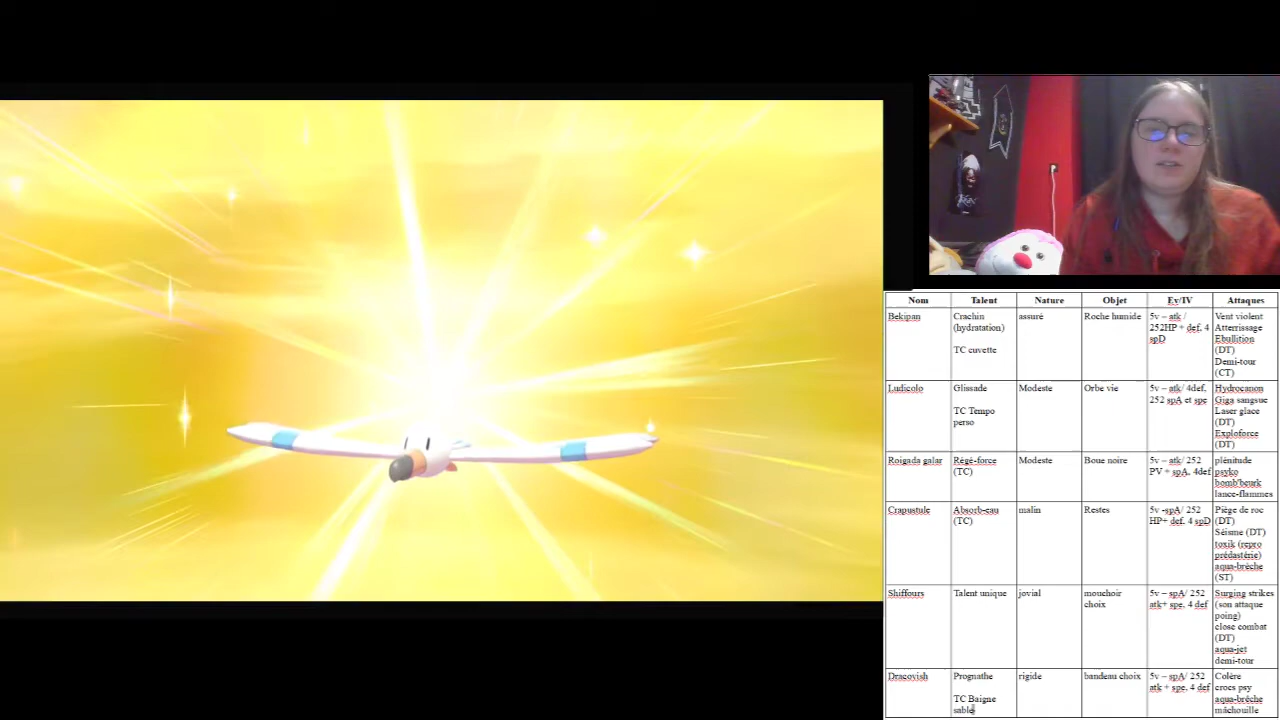 Nom Talent Nature Objet Ev/IV Attaques
Bekipan Crachin assuré Roche humide 5v – atk / Vent violent
(hydratation) 252HP + def, 4 Atterrissage
spD Ebullition
TC cuvette (DT)
Demi-tour
(CT)
Ludicolo Glissade Modeste Orbe vie 5v – atk/ 4def, Hydrocanon
252 spA et spe Giga sangsue
TC Tempo Laser glace
perso (DT)
Exploforce
(DT)
Roigada galar Régé-force Modeste Boue noire 5v – atk/ 252 plénitude
(TC) PV + spA, 4def psyko
bomb'beurk
lance-flammes
Crapustule Absorb-eau malin Restes 5v -spA/ 252 Piège de roc
(TC) HP+ def, 4 spD (DT)
Séisme (DT)
toxik (repro
prédastérie)
aqua-brèche
(ST)
Shiffours Talent unique jovial mouchoir 5v – spA/ 252 Surging strikes
choix atk+ spe, 4 def (son attaque
poing)
close combat
(DT)
aqua-jet
demi-tour
Dracovish Prognathe rigide bandeau choix 5v – spA/ 252 Colère
atk + spe, 4 def crocs psy
TC Baigne aqua-brèche
sable mâchouille